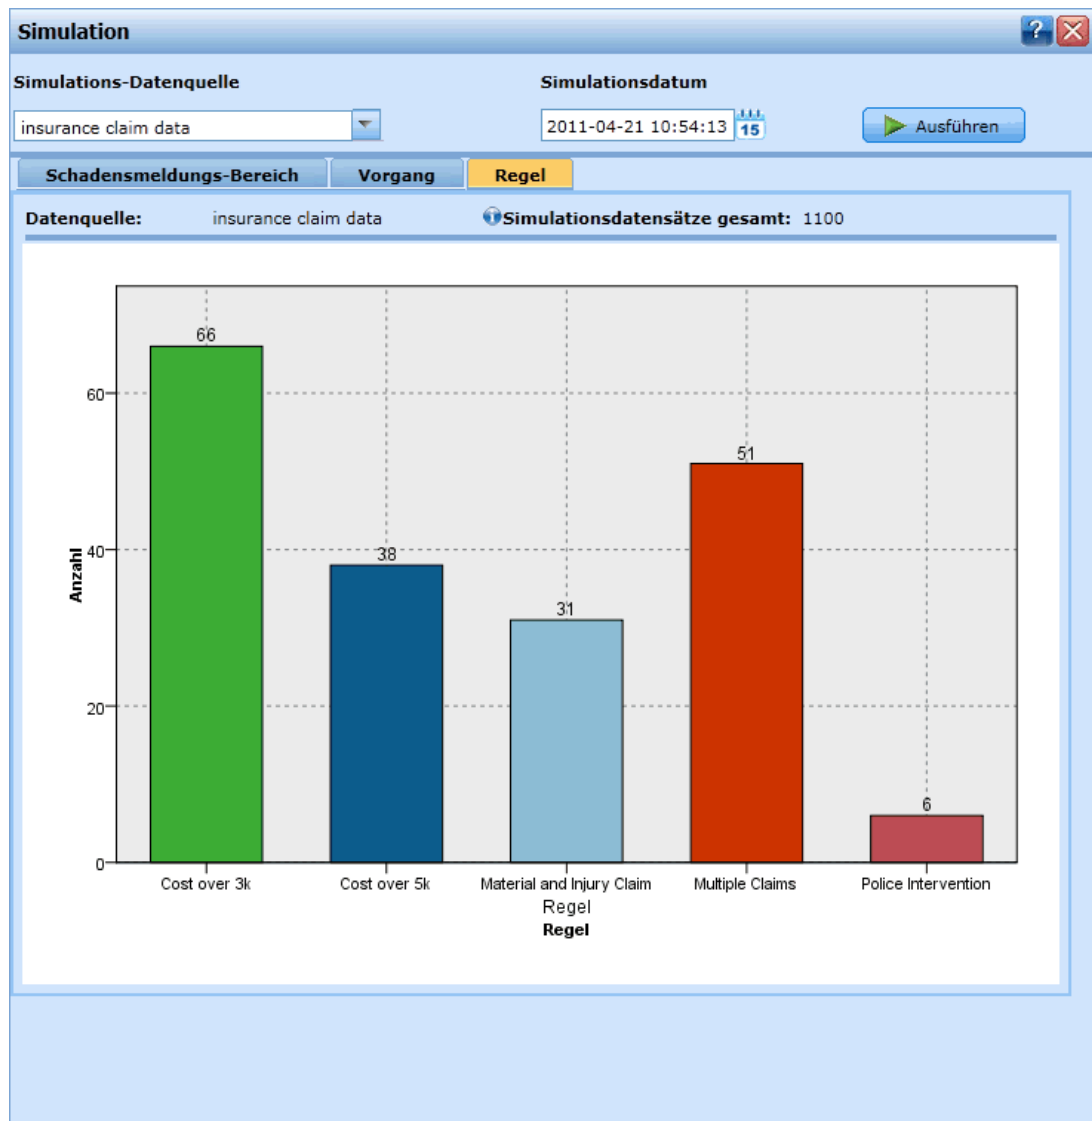 Simulation
?
Simulations-Datenquelle
Simulationsdatum
insurance claim data
2011-04-21 10:54:13
15
Ausführen
Schadensmeldungs-Bereich
Vorgang
Regel
Datenquelle: insurance claim data
Simulationsdatensätze gesamt: 1100
Anzahl
60
40
20
0
66
38
31
51
6
Cost over 3k
Cost over 5k
Material and Injury Claim
Multiple Claims
Police Intervention
Regel
Regel